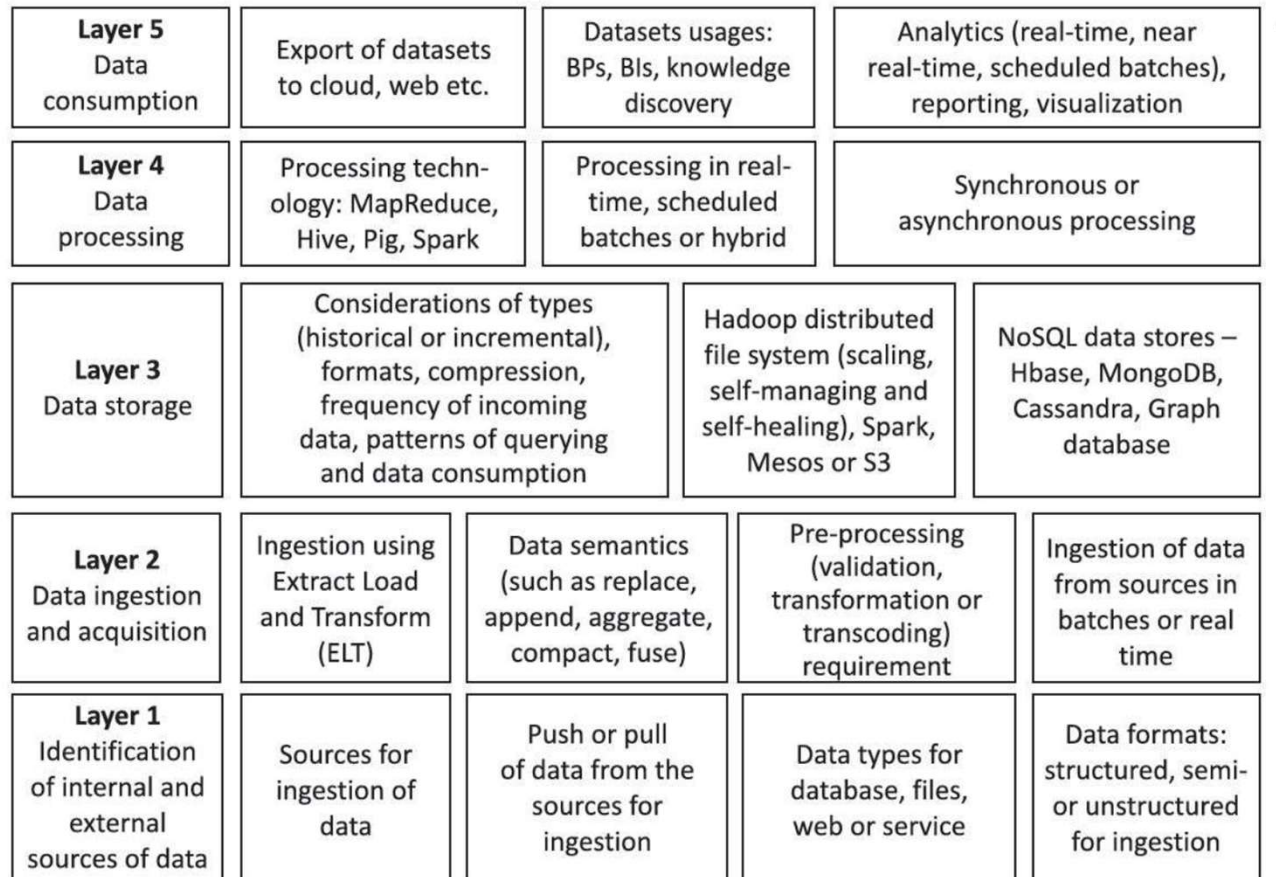 Layer 5
Data
consumption
Export of datasets
to cloud, web etc.
Datasets usages:
BPs, BIs, knowledge
discovery
Analytics (real-time, near
real-time, scheduled batches),
reporting, visualization
Layer 4
Data
processing
Processing techn-
ology: MapReduce,
Hive, Pig, Spark
Processing in real-
time, scheduled
batches or hybrid
Synchronous or
asynchronous processing
Layer 3
Data storage
Considerations of types
(historical or incremental),
formats, compression,
frequency of incoming
data, patterns of querying
and data consumption
Hadoop distributed
file system (scaling,
self-managing and
self-healing), Spark,
Mesos or S3
NoSQL data stores –
Hbase, MongoDB,
Cassandra, Graph
database
Layer 2
Data ingestion
and acquisition
Ingestion using
Extract Load
and Transform
(ELT)
Data semantics
(such as replace,
append, aggregate,
compact, fuse)
Pre-processing
(validation,
transformation or
transcoding)
requirement
Ingestion of data
from sources in
batches or real
time
Layer 1
Identification
of internal and
external
sources of data
Sources for
ingestion of
data
Push or pull
of data from the
sources for
ingestion
Data types for
database, files,
web or service
Data formats:
structured, semi-
or unstructured
for ingestion